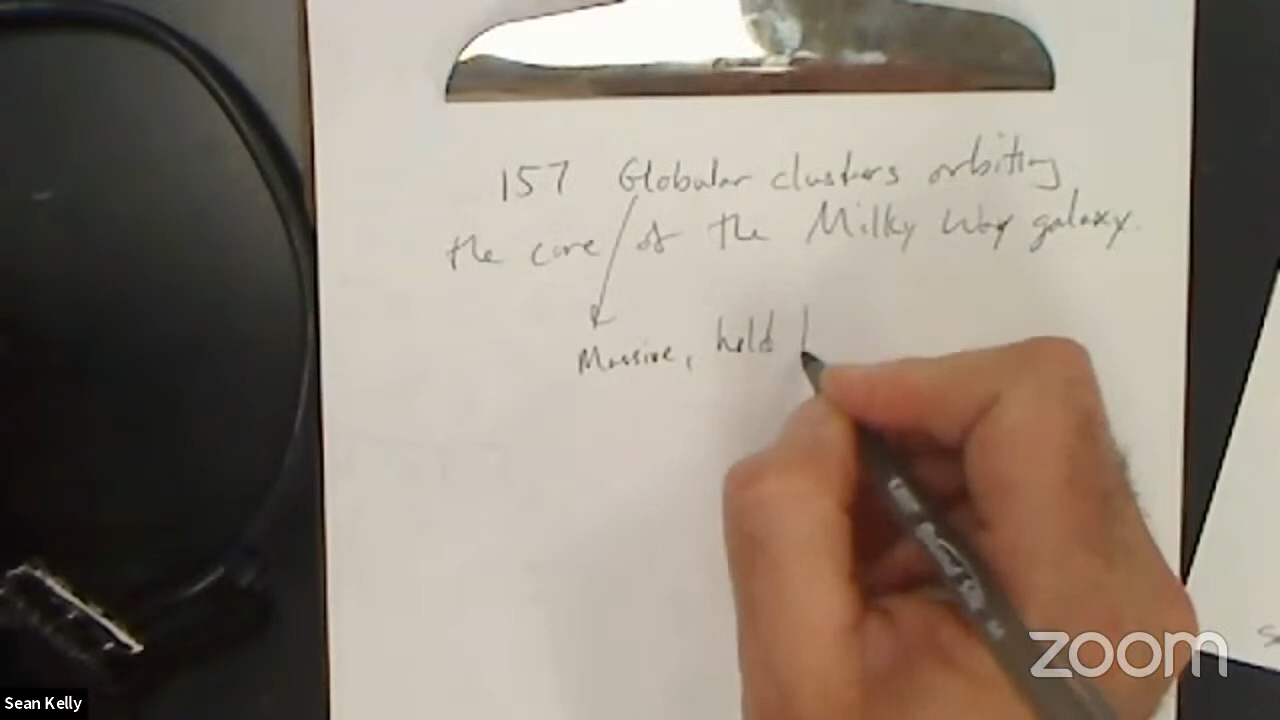 157 Globular clusters orbiting
the core of the Milky Way galaxy.
Massive, held
zoom
Sean Kelly